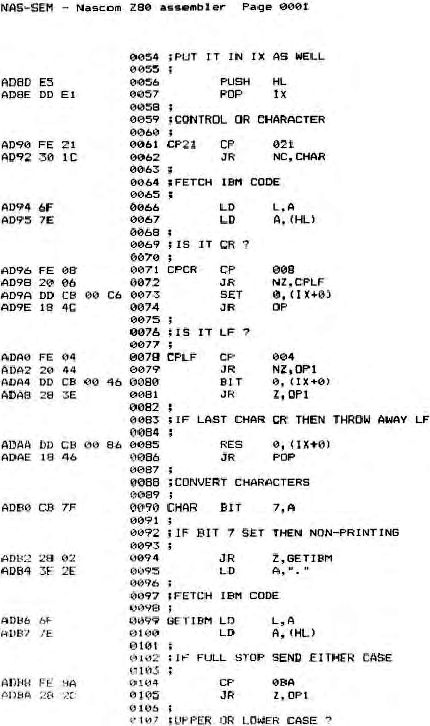 NAS-SEM - Nascom Z80 assembler Page 0001
0054 ;PUT IT IN IX AS WELL
0055 ;
ADBD E5 0056 PUSH HL
AD8E DD E1 0057 POP IX
0058 ;
0059 ;CONTROL OR CHARACTER
0060 ;
AD90 FE 21 0061 CP21 CP 021
AD92 30 1C 0062 JR NC,CHAR
0063 ;
0064 ;FETCH IBM CODE
0065 ;
AD94 6F 0066 LD L,A
AD95 7E 0067 LD A,(HL)
0068 ;
0069 ;IS IT CR ?
0070 ;
AD96 FE 08 0071 CPCR CP 008
AD98 20 06 0072 JR NZ,CPLF
AD9A DD CB 00 C6 0073 SET 0,(IX+0)
AD9E 18 4C 0074 JR OP
0075 ;
0076 ;IS IT LF ?
0077 ;
ADA0 FE 04 0078 CPLF CP 004
ADA2 20 44 0079 JR NZ,OP1
ADA4 DD CB 00 46 0080 BIT 0,(IX+0)
ADA8 28 3E 0081 JR Z,OP1
0082 ;
0083 ;IF LAST CHAR CR THEN THROW AWAY LF
0084 ;
ADAA DD CB 00 86 0085 RES 0,(IX+0)
ADAE 18 46 0086 JR POP
0087 ;
0088 ;CONVERT CHARACTERS
0089 ;
ADB0 CB 7F 0090 CHAR BIT 7,A
0091 ;
0092 ;IF BIT 7 SET THEN NON-PRINTING
0093 ;
ADB2 28 02 0094 JR Z,GETIBM
ADB4 3E 2E 0095 LD A,"."
0096 ;
0097 ;FETCH IBM CODE
0098 ;
ADB6 6F 0099 GETIBM LD L,A
ADB7 7E 0100 LD A,(HL)
0101 ;
0102 ;IF FULL STOP SEND EITHER CASE
0103 ;
ADB8 FE BA 0104 CP 0BA
ADBA 28 2C 0105 JR Z,OP1
0106 ;
0107 ;UPPER OR LOWER CASE ?